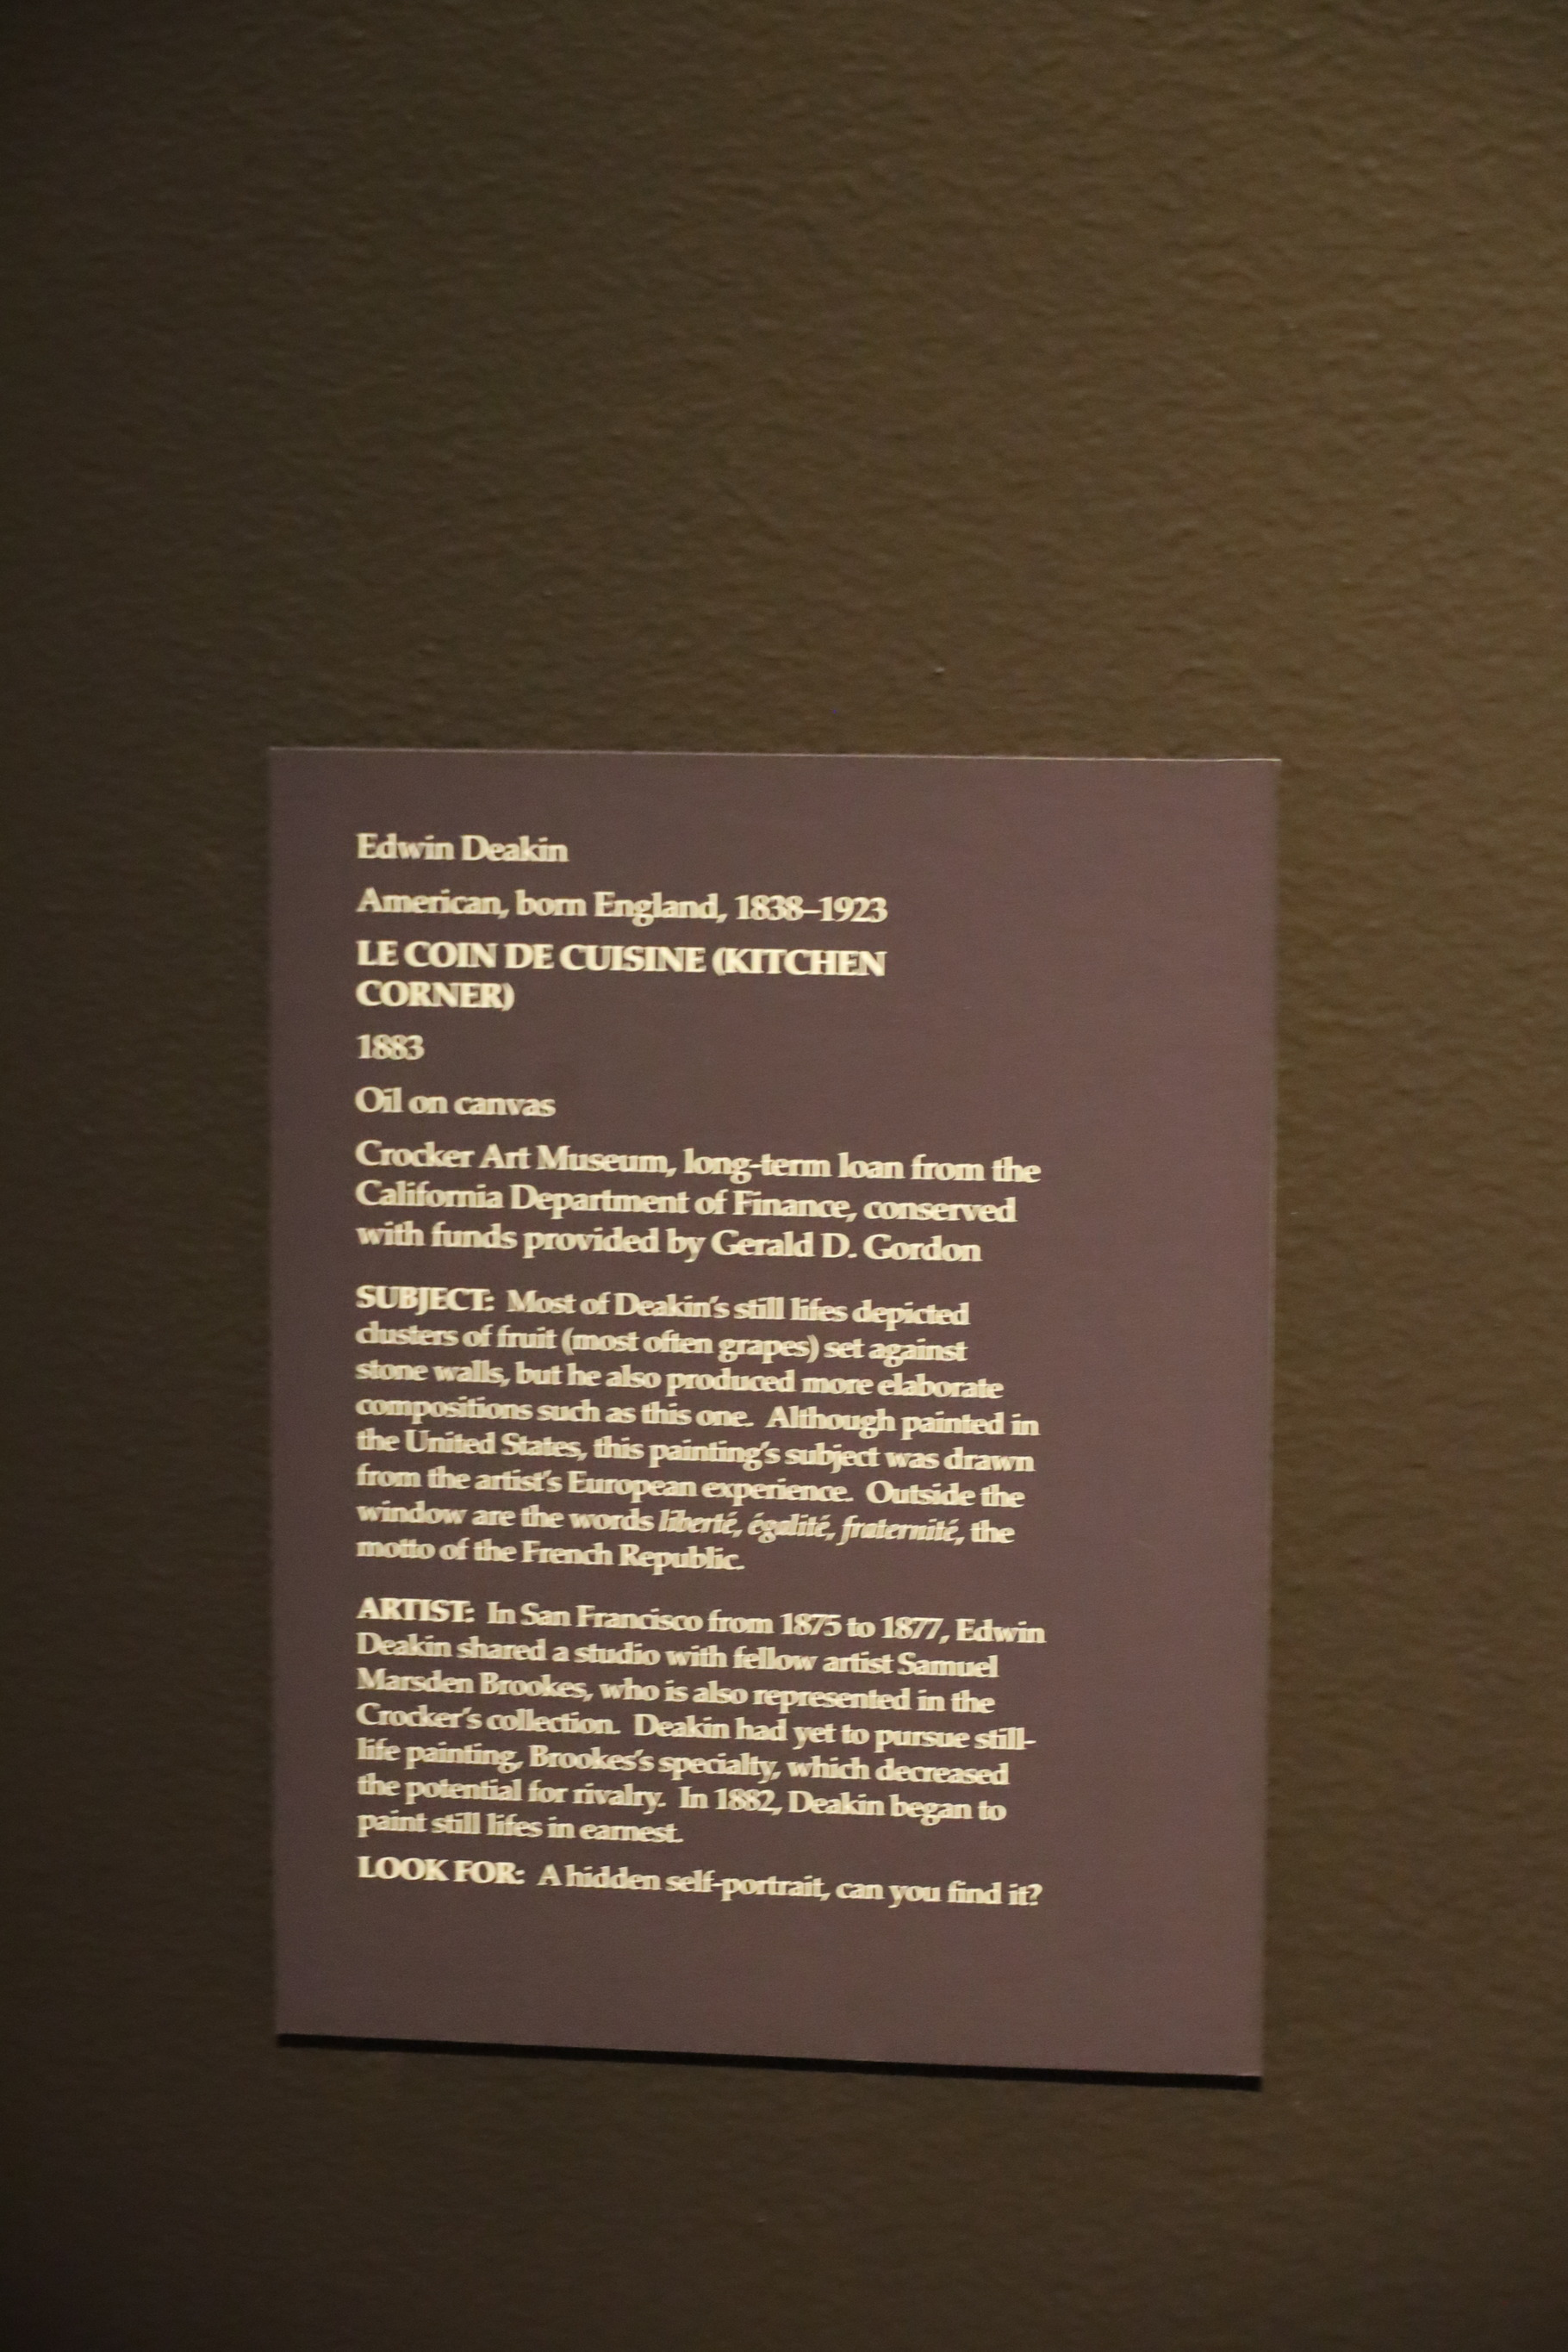 Edwin Deakin
American, born England, 1838–1923
LE COIN DE CUISINE (KITCHEN
CORNER)
1883
Oil on canvas
Crocker Art Museum, long-term loan from the
California Department of Finance, conserved
with funds provided by Gerald D. Gordon
SUBJECT: Most of Deakin's still lifes depicted
clusters of fruit (most often grapes) set against
stone walls, but he also produced more elaborate
compositions such as this one. Although painted in
the United States, this painting's subject was drawn
from the artist's European experience. Outside the
window are the words liberté, égalité, fraternité, the
motto of the French Republic.
ARTIST: In San Francisco from 1875 to 1877, Edwin
Deakin shared a studio with fellow artist Samuel
Marsden Brookes, who is also represented in the
Crocker's collection. Deakin had yet to pursue still-
life painting, Brookes's specialty, which decreased
the potential for rivalry. In 1882, Deakin began to
paint still lifes in earnest.
LOOK FOR: A hidden self-portrait, can you find it?